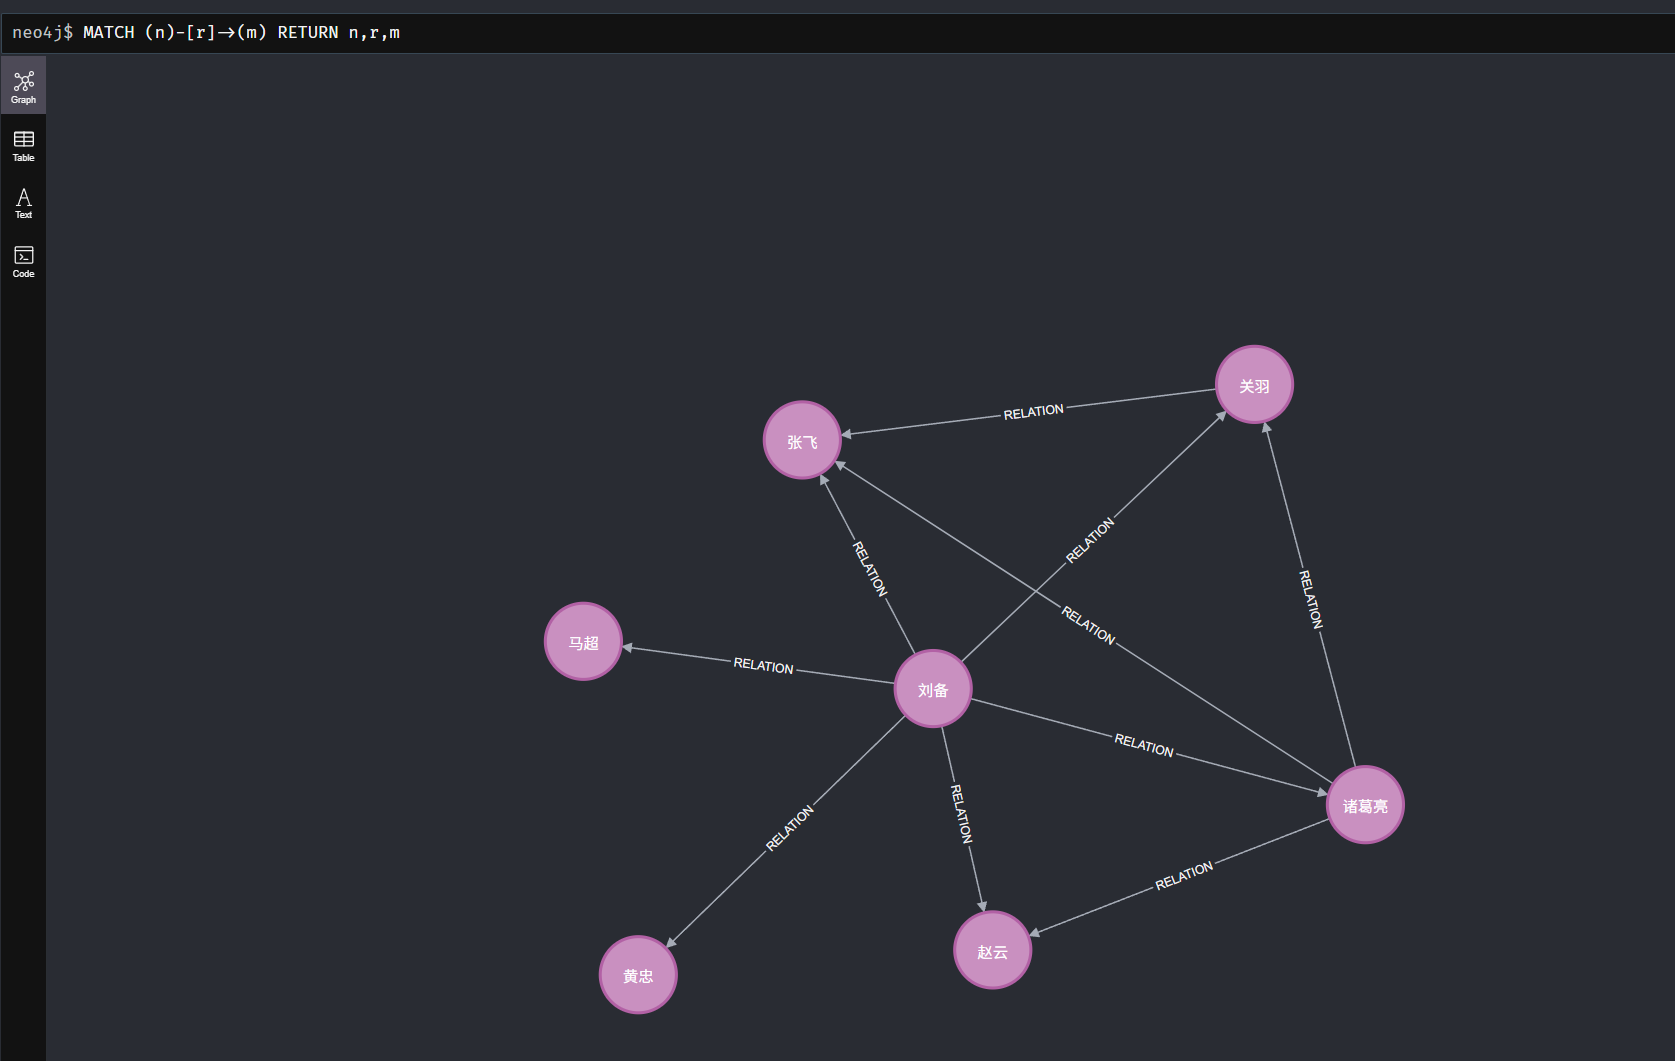 neo4j$ MATCH (n)-[r]->(m) RETURN n,r,m
Graph
Table
Text
Code
关羽
RELATION
张飞
RELATION
RELATION
RELATION
RELATION
马超
RELATION
刘备
RELATION
诸葛亮
RELATION
RELATION
RELATION
赵云
黄忠